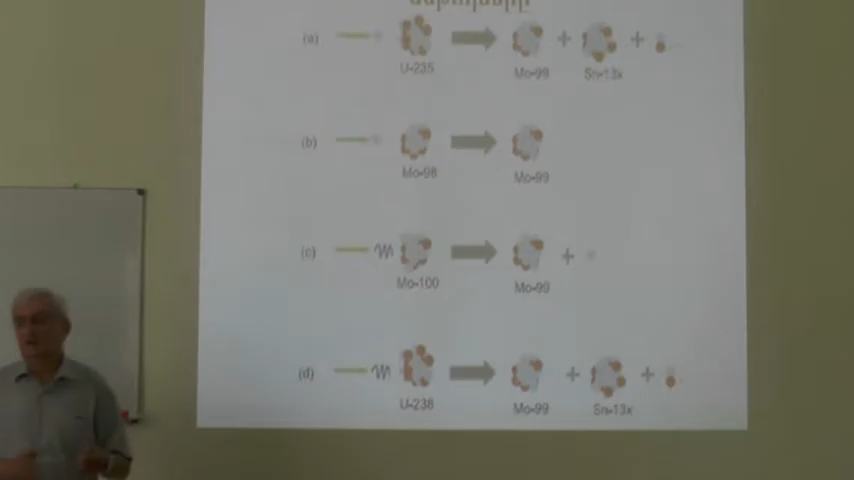 (a) + +
U-235 Mo-99 Sn-13x
(b)
Mo-98 Mo-99
(c) +
Mo-100 Mo-99
(d) + +
U-238 Mo-99 Sn-13x